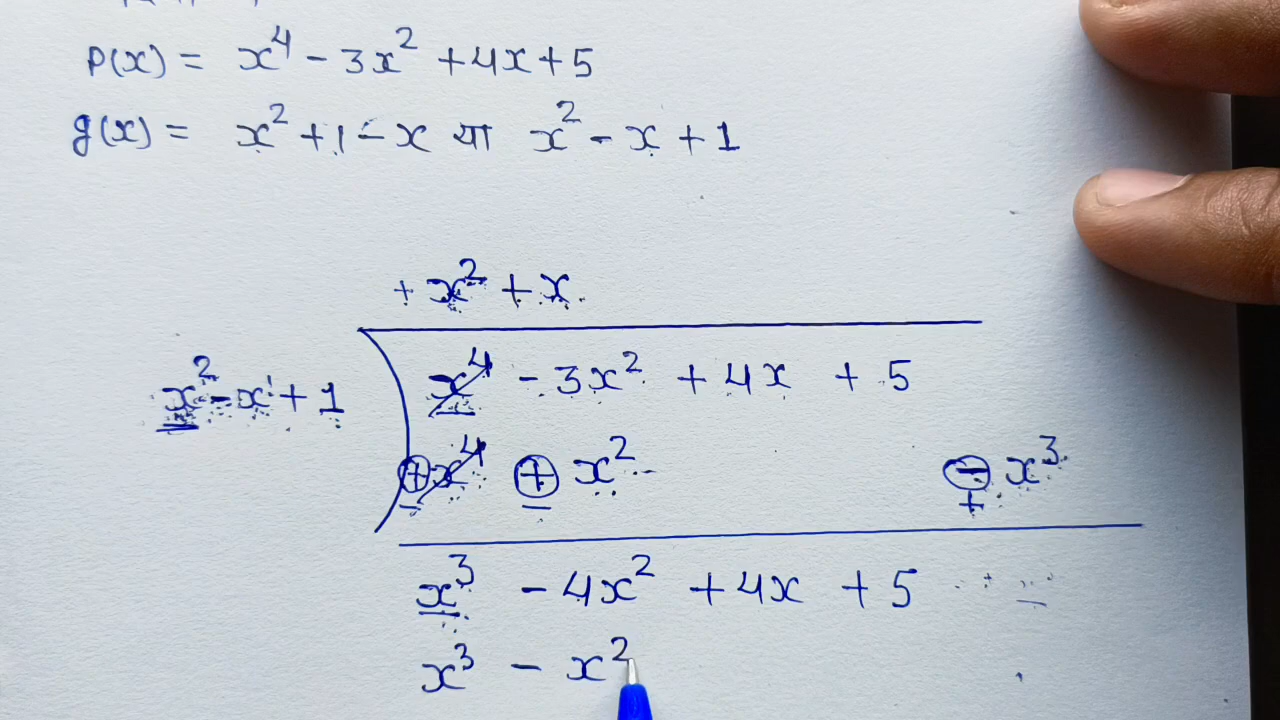 p(x) = x⁴ - 3x² + 4x + 5
g(x) = x² + 1 - x या x² - x + 1
+ x² + x
x² - x + 1 x⁴ - 3x² + 4x + 5
⊕ x⁴ ⊕ x² ⊖ x³
- - +
x³ - 4x² + 4x + 5
x³ - x²